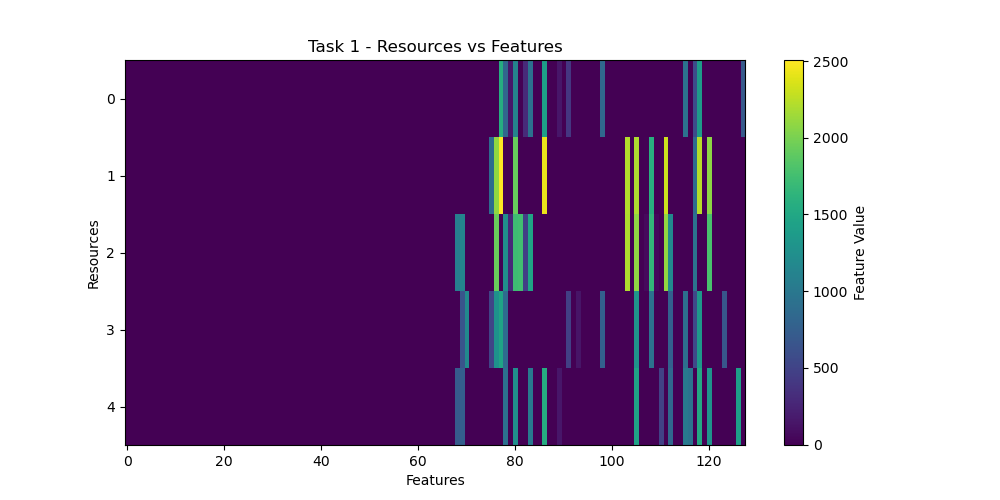 Task 1 - Resources vs Features
0
1
2
3
4
Resources
0 20 40 60 80 100 120
Features
2500
2000
1500
1000
500
0
Feature Value